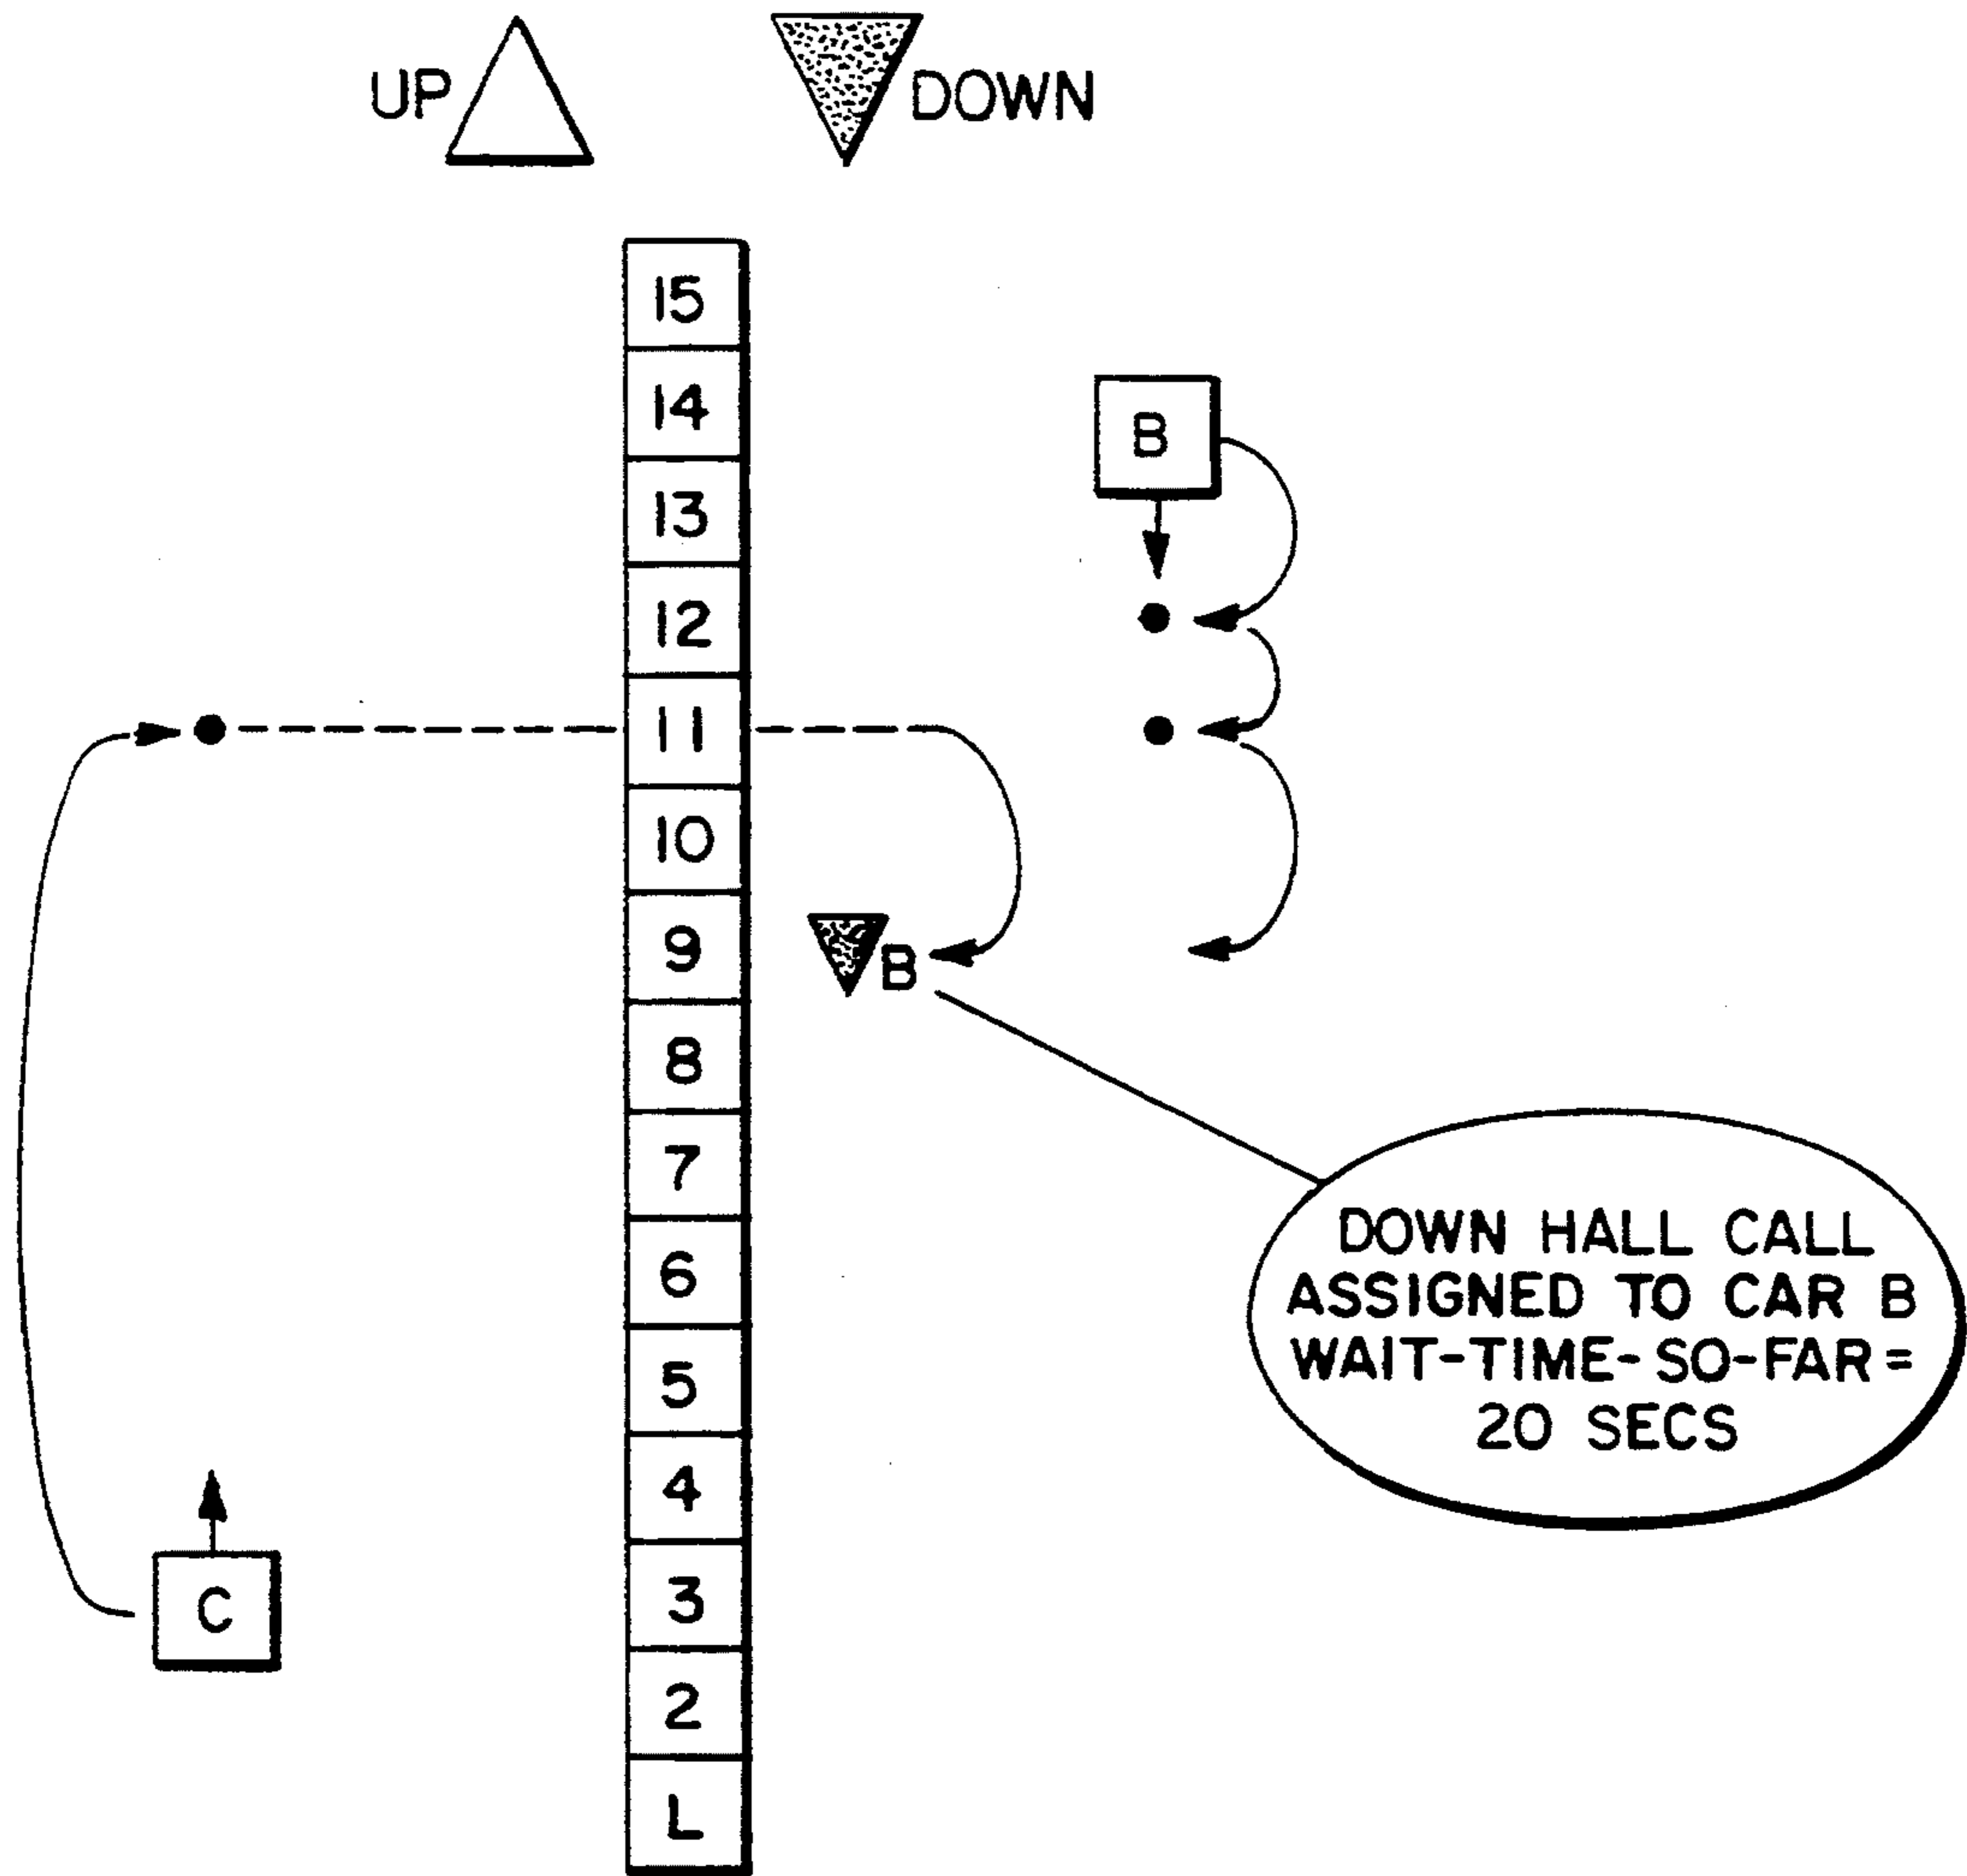 UP
DOWN
15
14
B
13
12
11
10
9
B
8
7
DOWN HALL CALL
ASSIGNED TO CAR B
WAIT-TIME-SO-FAR=
20 SECS
6
5
4
3
C
2
L